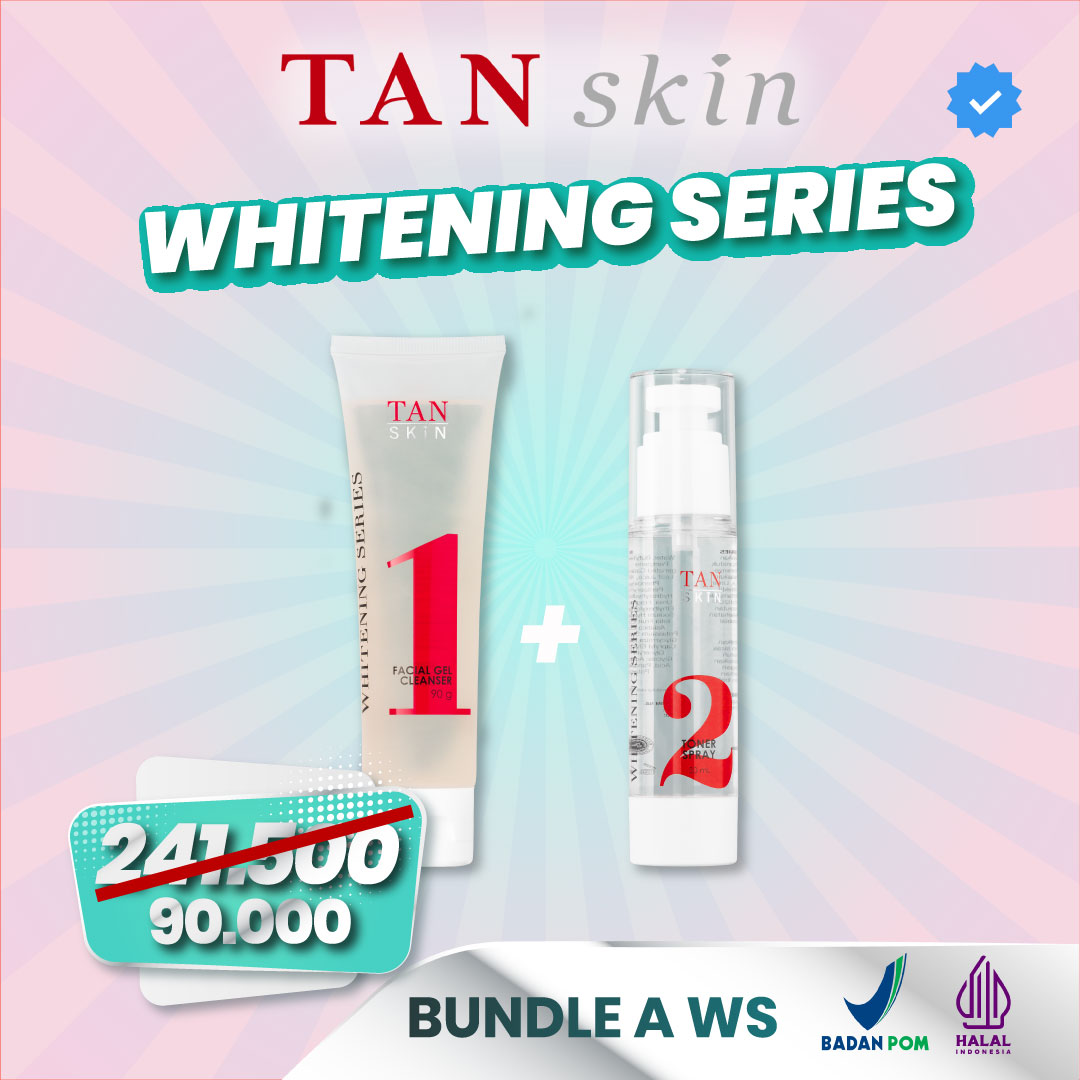 TAN skin
WHITENING SERIES
TAN
SKiN
WHITENING SERIES
1
FACIAL GEL
CLEANSER
90 g
+
TAN
SKIN
WHITENING SERIES
2
TONER
SPRAY
241.500
90.000
BUNDLE A WS
BADAN POM
HALAL
INDONESIA